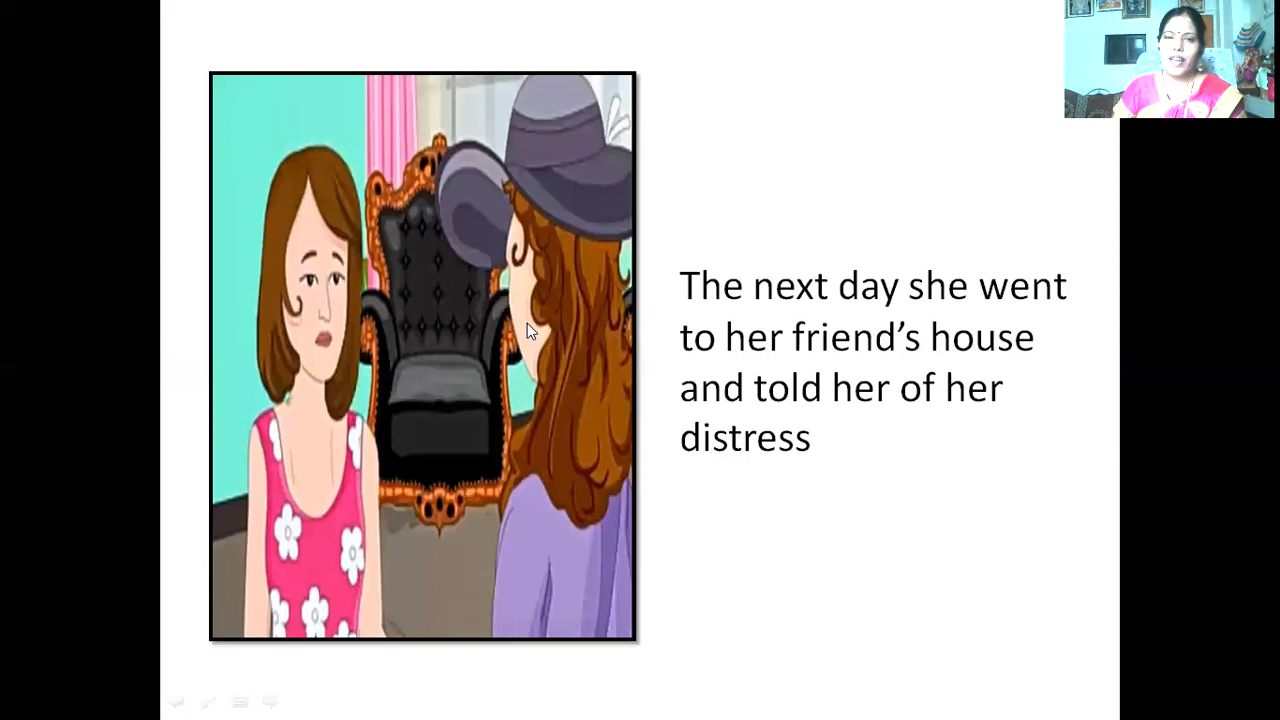 The next day she went
to her friend’s house
and told her of her
distress